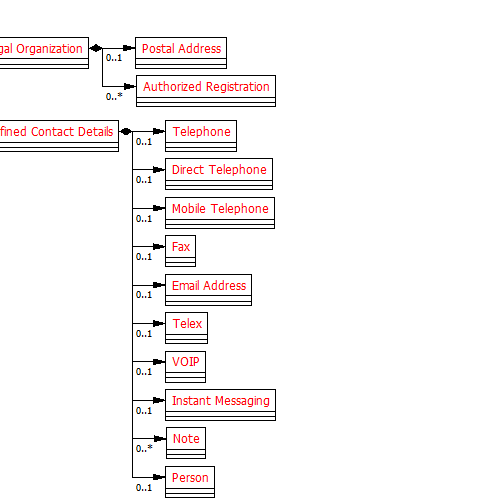 gal Organization
Postal Address
0..1
Authorized Registration
0..*
fined Contact Details
Telephone
0..1
Direct Telephone
0..1
Mobile Telephone
0..1
Fax
0..1
Email Address
0..1
Telex
0..1
VOIP
0..1
Instant Messaging
0..1
Note
0..*
Person
0..1